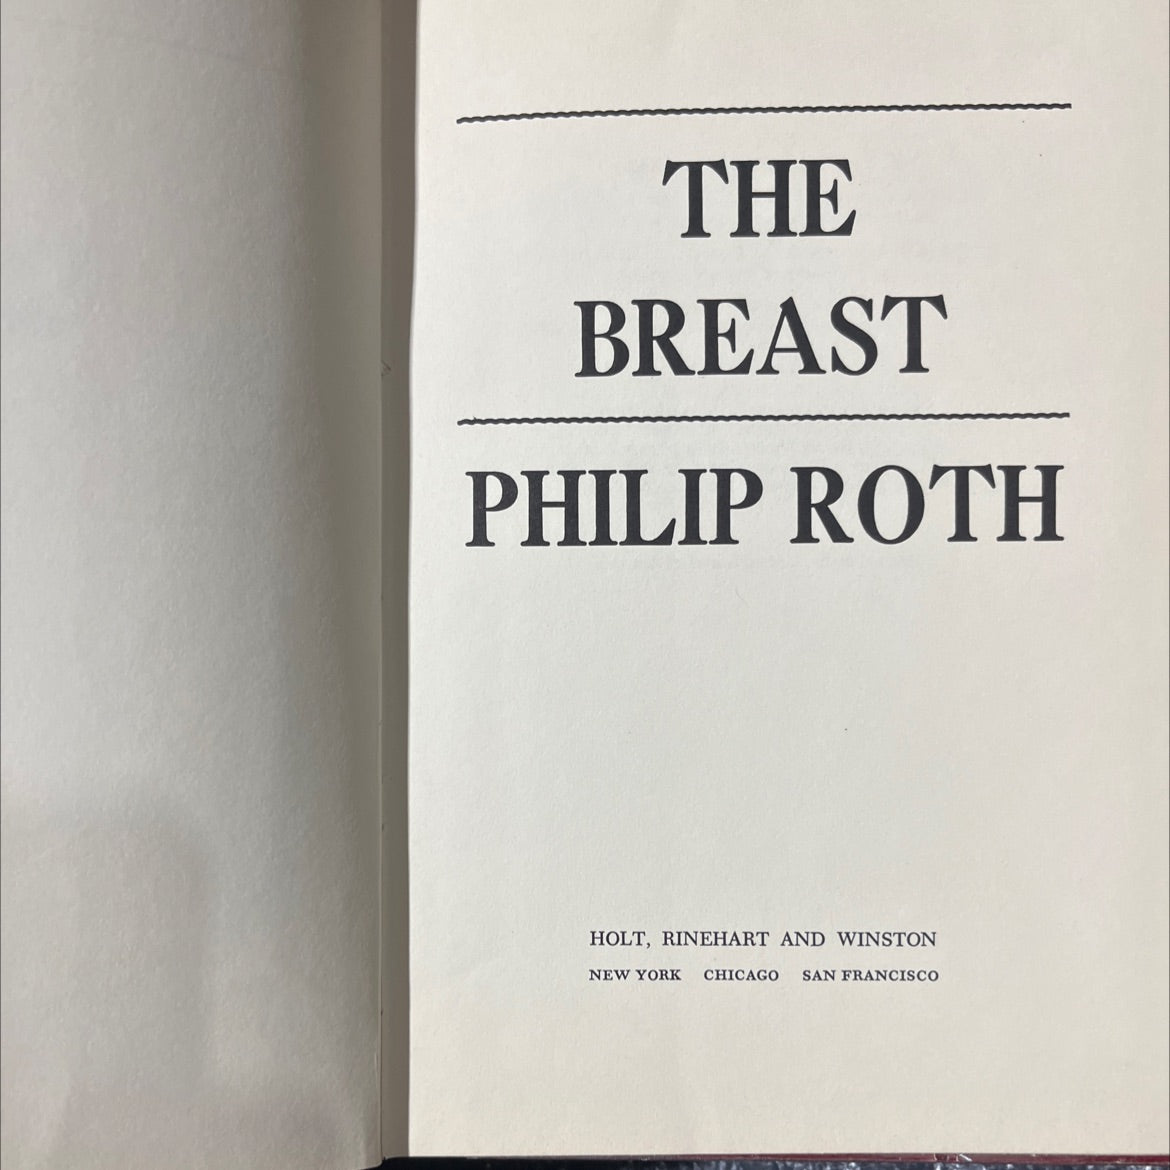 THE
BREAST
PHILIP ROTH
HOLT, RINEHART AND WINSTON
NEW YORK CHICAGO SAN FRANCISCO